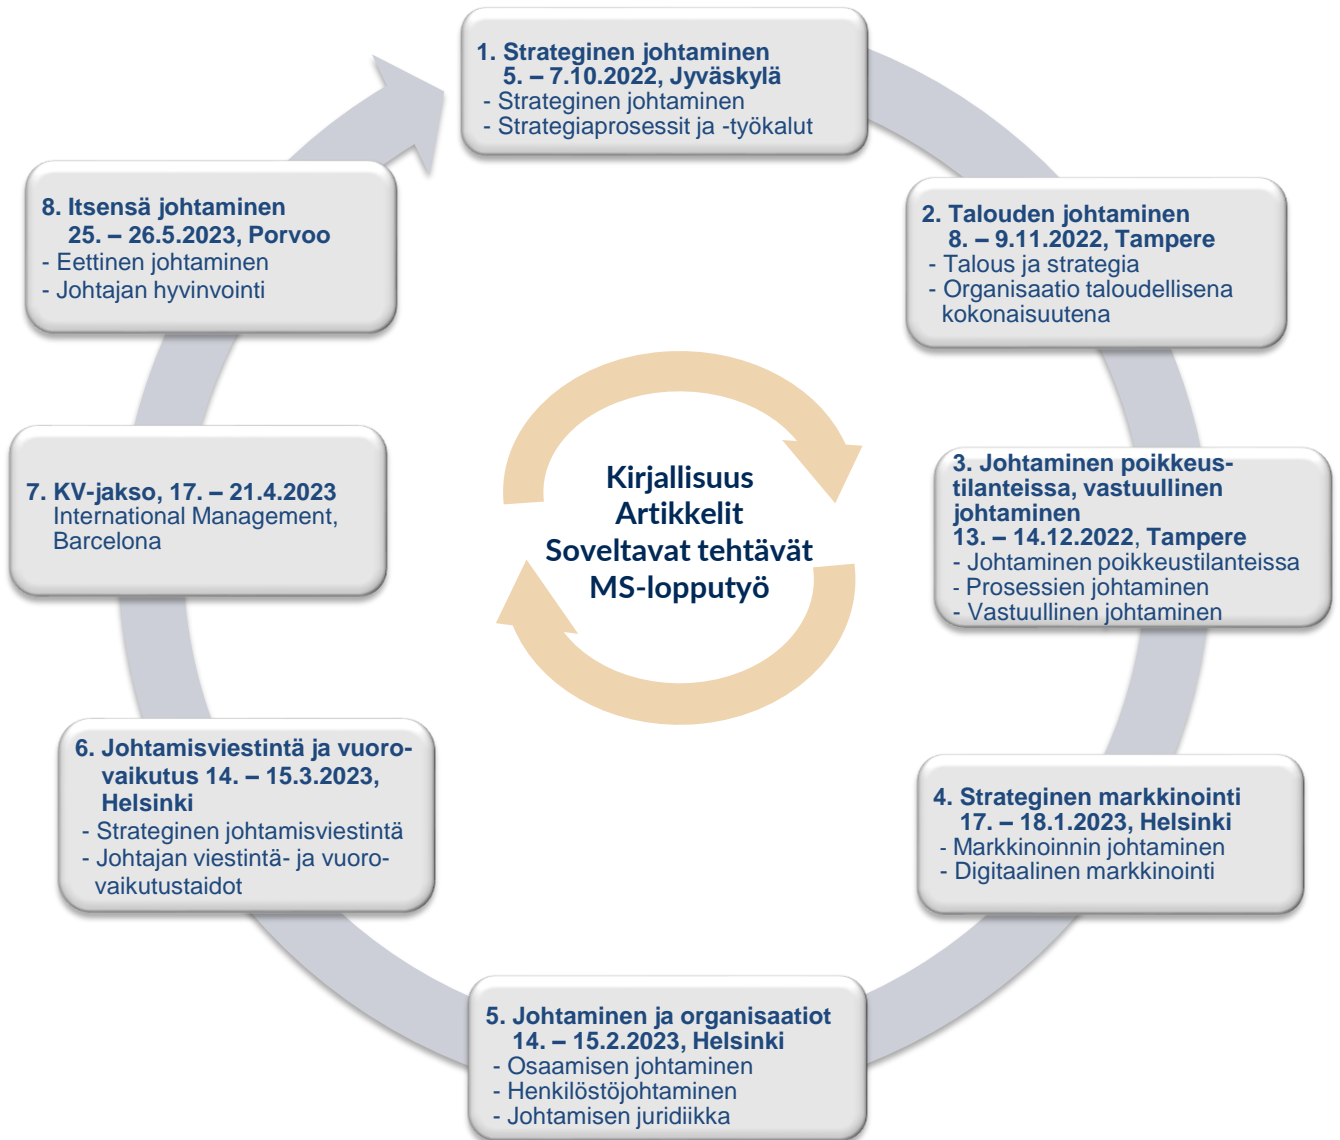 1. Strateginen johtaminen
5. – 7.10.2022, Jyväskylä
- Strateginen johtaminen
- Strategiaprosessit ja -työkalut
2. Talouden johtaminen
8. – 9.11.2022, Tampere
- Talous ja strategia
- Organisaatio taloudellisena
kokonaisuutena
3. Johtaminen poikkeus-
tilanteissa, vastuullinen
johtaminen
13. – 14.12.2022, Tampere
- Johtaminen poikkeustilanteissa
- Prosessien johtaminen
- Vastuullinen johtaminen
4. Strateginen markkinointi
17. – 18.1.2023, Helsinki
- Markkinoinnin johtaminen
- Digitaalinen markkinointi
5. Johtaminen ja organisaatiot
14. – 15.2.2023, Helsinki
- Osaamisen johtaminen
- Henkilöstöjohtaminen
- Johtamisen juridiikka
6. Johtamisviestintä ja vuoro-
vaikutus 14. – 15.3.2023,
Helsinki
- Strateginen johtamisviestintä
- Johtajan viestintä- ja vuoro-
vaikutustaidot
7. KV-jakso, 17. – 21.4.2023
International Management,
Barcelona
8. Itsensä johtaminen
25. – 26.5.2023, Porvoo
- Eettinen johtaminen
- Johtajan hyvinvointi
Kirjallisuus
Artikkelit
Soveltavat tehtävät
MS-lopputyö